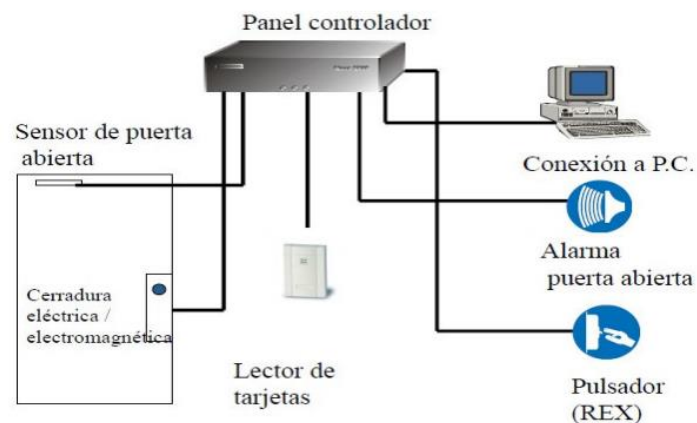 Panel controlador
Sensor de puerta
abierta
Conexión a P.C.
Alarma
puerta abierta
Cerradura
eléctrica /
electromagnética
Lector de
tarjetas
Pulsador
(REX)